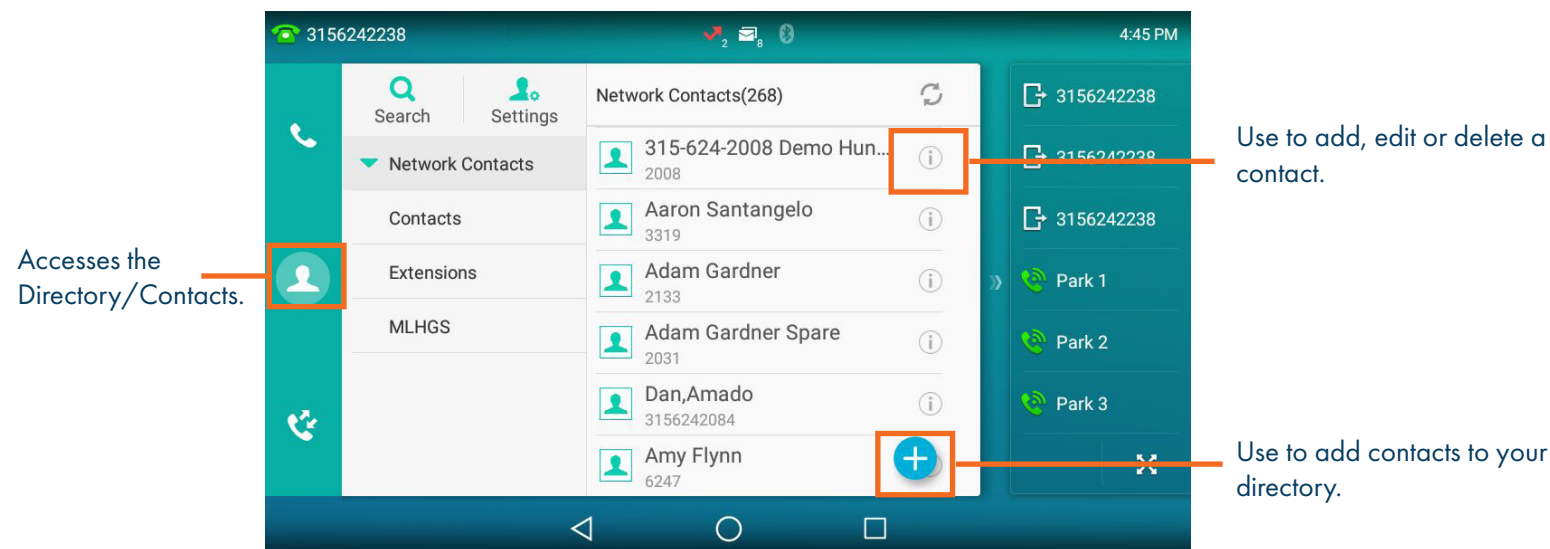 3156242238
2
8
4:45 PM
Search
Settings
Network Contacts
Contacts
Extensions
MLHGS
Network Contacts(268)
315-624-2008 Demo Hun...
2008
Aaron Santangelo
3319
Adam Gardner
2133
Adam Gardner Spare
2031
Dan,Amado
3156242084
Amy Flynn
6247
3156242238
3156242238
3156242238
Park 1
Park 2
Park 3
Accesses the
Directory/Contacts.
Use to add, edit or delete a
contact.
Use to add contacts to your
directory.